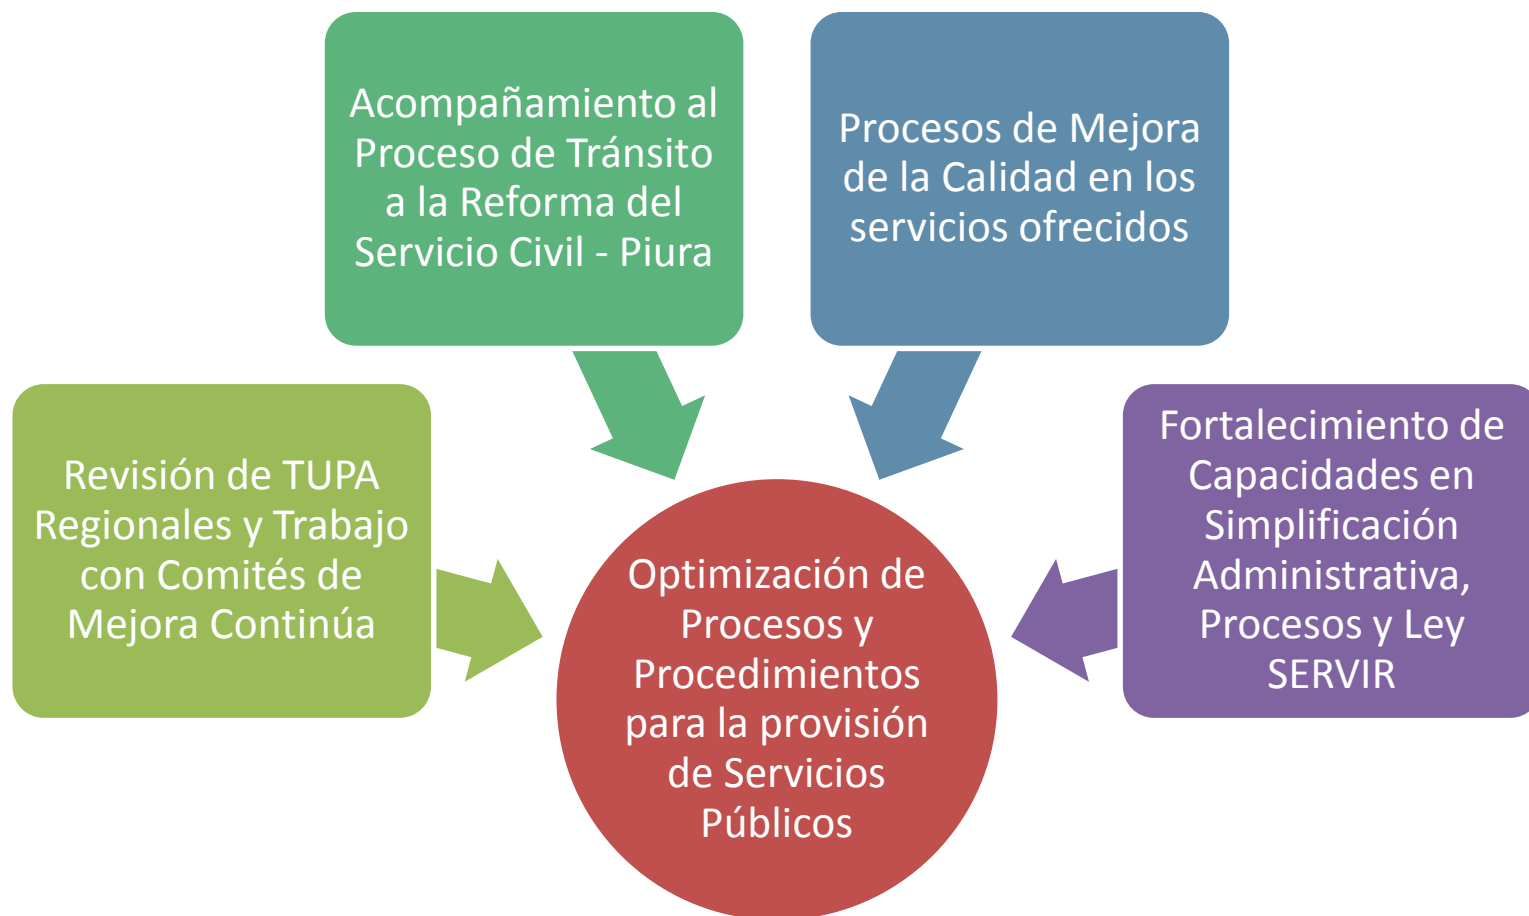 Acompañamiento al
Proceso de Tránsito
a la Reforma del
Servicio Civil - Piura
Procesos de Mejora
de la Calidad en los
servicios ofrecidos
Revisión de TUPA
Regionales y Trabajo
con Comités de
Mejora Continúa
Fortalecimiento de
Capacidades en
Simplificación
Administrativa,
Procesos y Ley
SERVIR
Optimización de
Procesos y
Procedimientos
para la provisión
de Servicios
Públicos